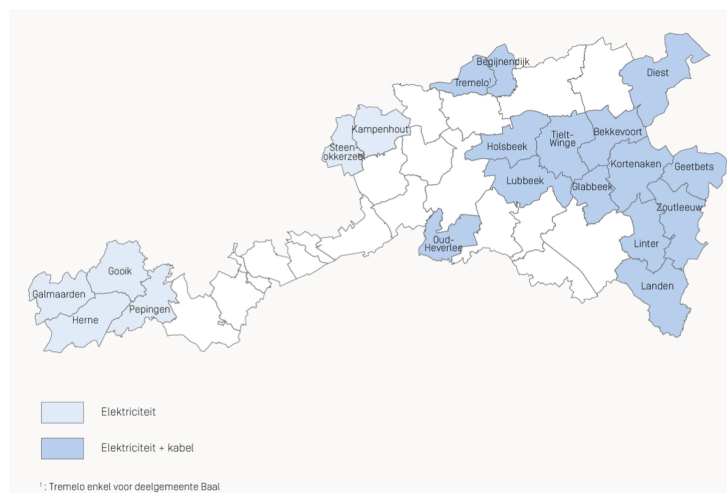 Begijnendijk
Tremelo¹
Diest
Kampenhout
Steen
okkerzeel
Holsbeek
Tielt-
Winge
Bekkevoort
Kortenaken
Geetbets
Lubbeek
Glabbeek
Zoutleeuw
Oud-
Heverlee
Linter
Landen
Gooik
Galmaarden
Herne
Pepingen
Elektriciteit
Elektriciteit + kabel
¹ : Tremelo enkel voor deelgemeente Baal